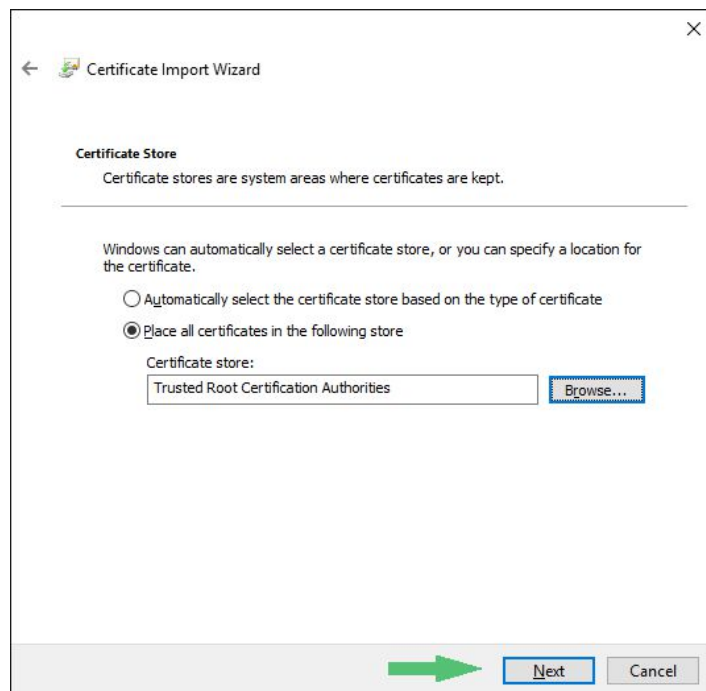 Certificate Import Wizard
Certificate Store
Certificate stores are system areas where certificates are kept.
Windows can automatically select a certificate store, or you can specify a location for
the certificate.
Automatically select the certificate store based on the type of certificate
Place all certificates in the following store
Certificate store:
Trusted Root Certification Authorities
Browse...
Next
Cancel